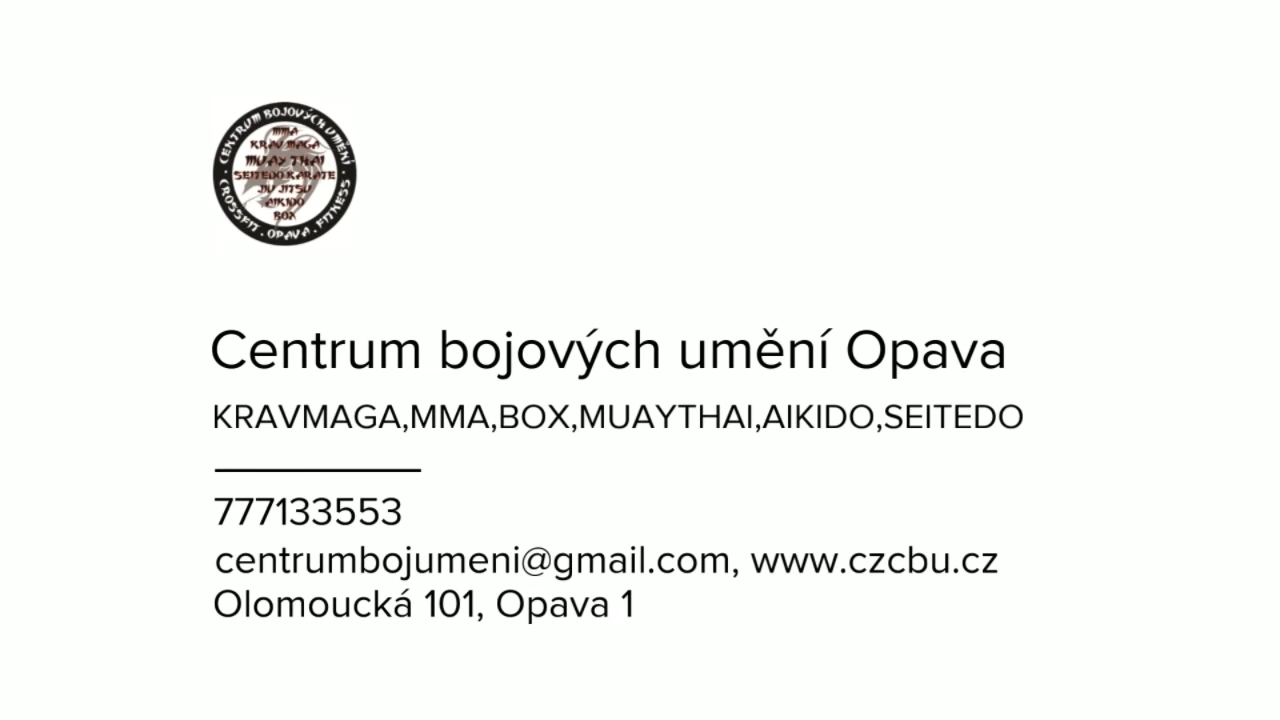 CENTRUM BOJOVÝCH UMĚNÍ
MMA
KRAV MAGA
MUAY THAI
SEITEDO KARATE
JIU JITSU
AIKIDO
BOX
CROSSFIT . OPAVA . FITNESS
Centrum bojových umění Opava
KRAVMAGA,MMA,BOX,MUAYTHAI,AIKIDO,SEITEDO
777133553
centrumbojumeni@gmail.com, www.czcbu.cz
Olomoucká 101, Opava 1